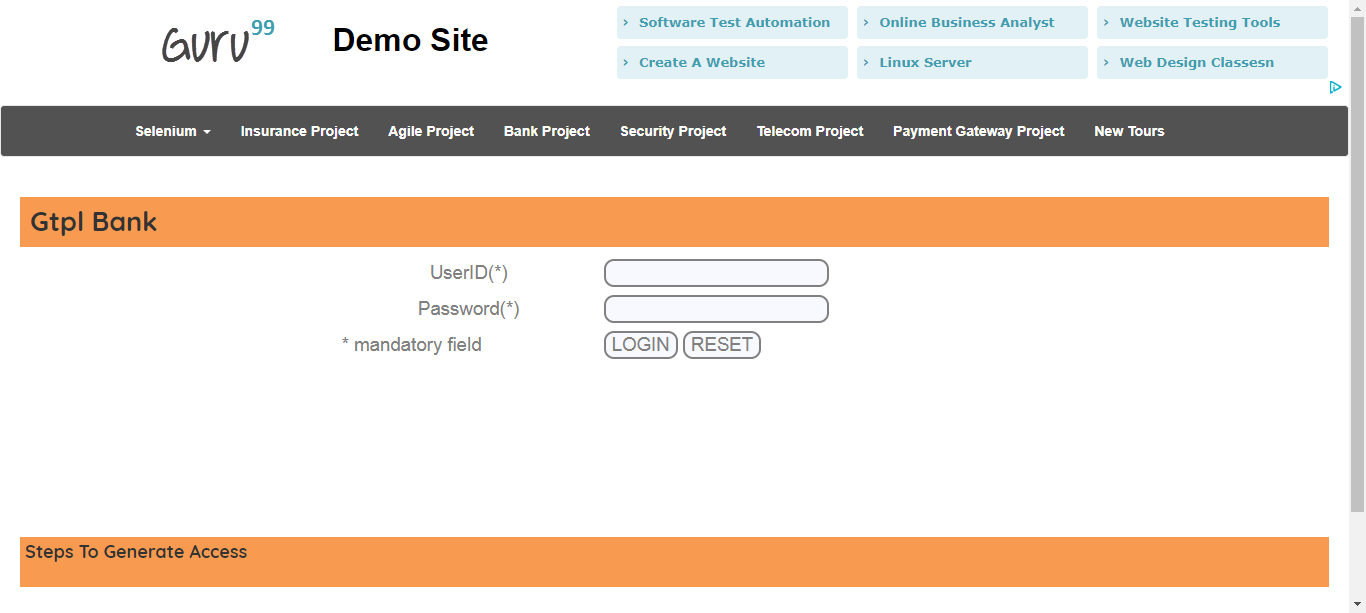 Guru99
Demo Site
Software Test Automation
Online Business Analyst
Website Testing Tools
Create A Website
Linux Server
Web Design Classesn
Selenium
Insurance Project
Agile Project
Bank Project
Security Project
Telecom Project
Payment Gateway Project
New Tours
Gtpl Bank
UserID(*)
Password(*)
* mandatory field
LOGIN
RESET
Steps To Generate Access